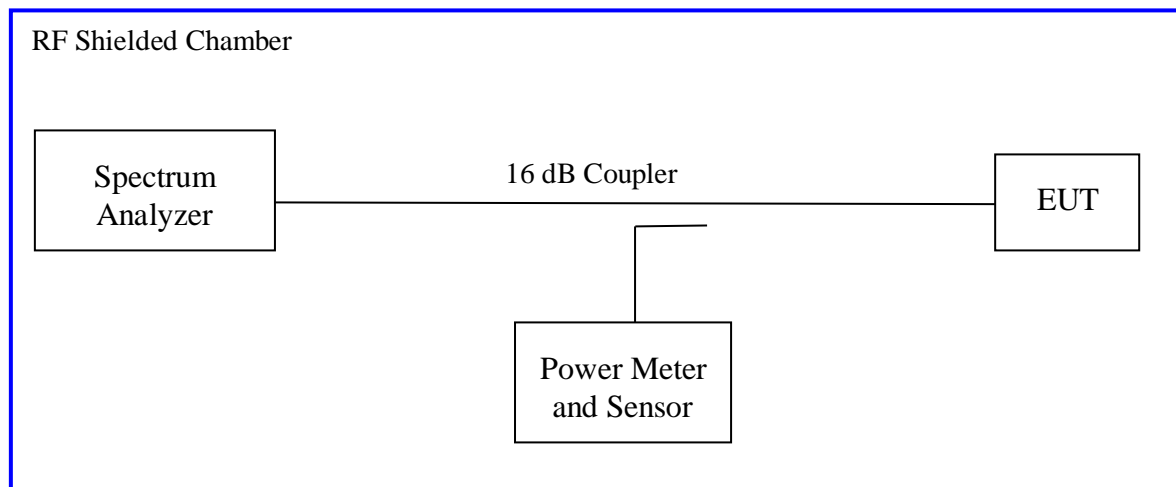 RF Shielded Chamber
Spectrum
Analyzer
16 dB Coupler
EUT
Power Meter
and Sensor